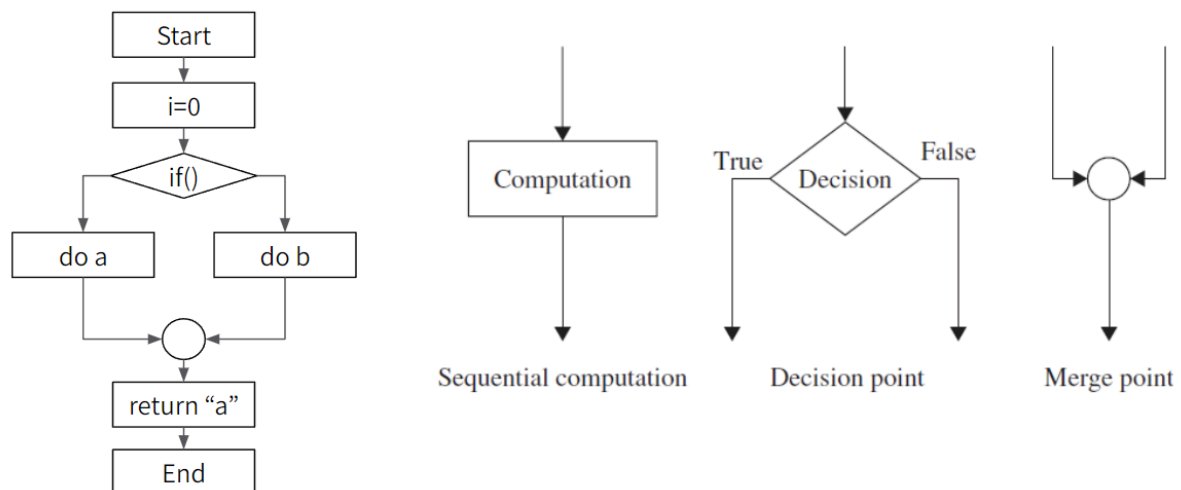 Start
i=0
if()
do a
do b
return “a”
End
Computation
Sequential computation
True
False
Decision
Decision point
Merge point